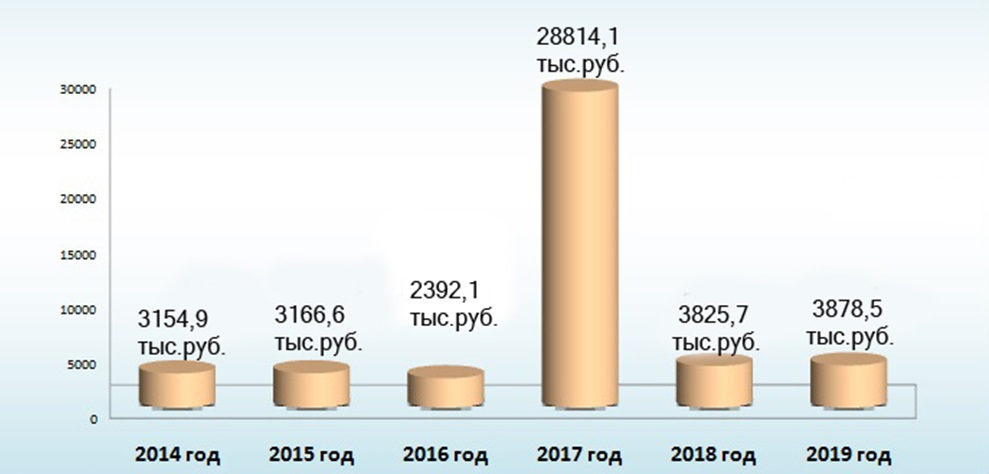 28814,1
тыс.руб.
30000
25000
20000
15000
10000
5000
0
3154,9
тыс.руб.
3166,6
тыс.руб.
2392,1
тыс.руб.
3825,7
тыс.руб.
3878,5
тыс.руб.
2014 год
2015 год
2016 год
2017 год
2018 год
2019 год